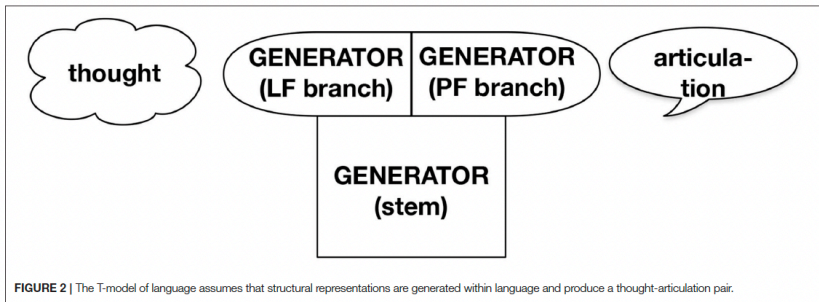 thought
GENERATOR
(LF branch)
GENERATOR
(PF branch)
articula-
tion
GENERATOR
(stem)
FIGURE 2 | The T-model of language assumes that structural representations are generated within language and produce a thought-articulation pair.